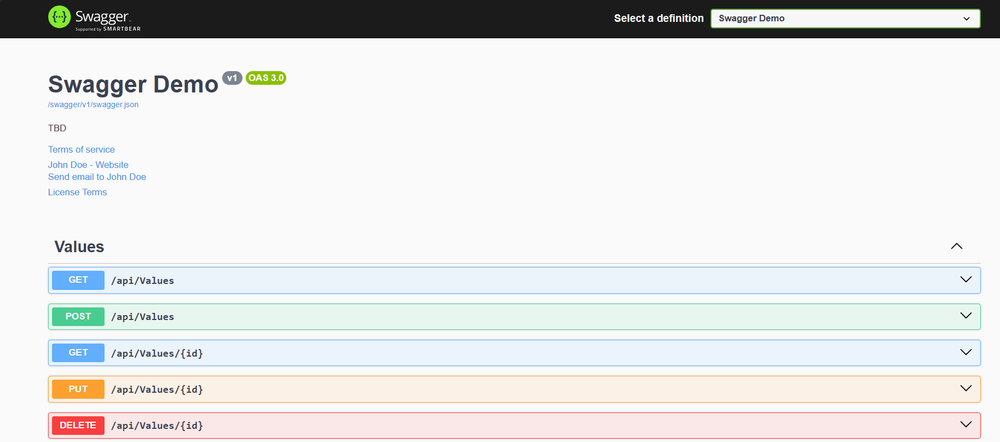 {···} Swagger™
Supported by SMARTBEAR
Select a definition
Swagger Demo
Swagger Demo v1 OAS 3.0
/swagger/v1/swagger.json
TBD
Terms of service
John Doe - Website
Send email to John Doe
License Terms
Values
GET /api/Values
POST /api/Values
GET /api/Values/{id}
PUT /api/Values/{id}
DELETE /api/Values/{id}